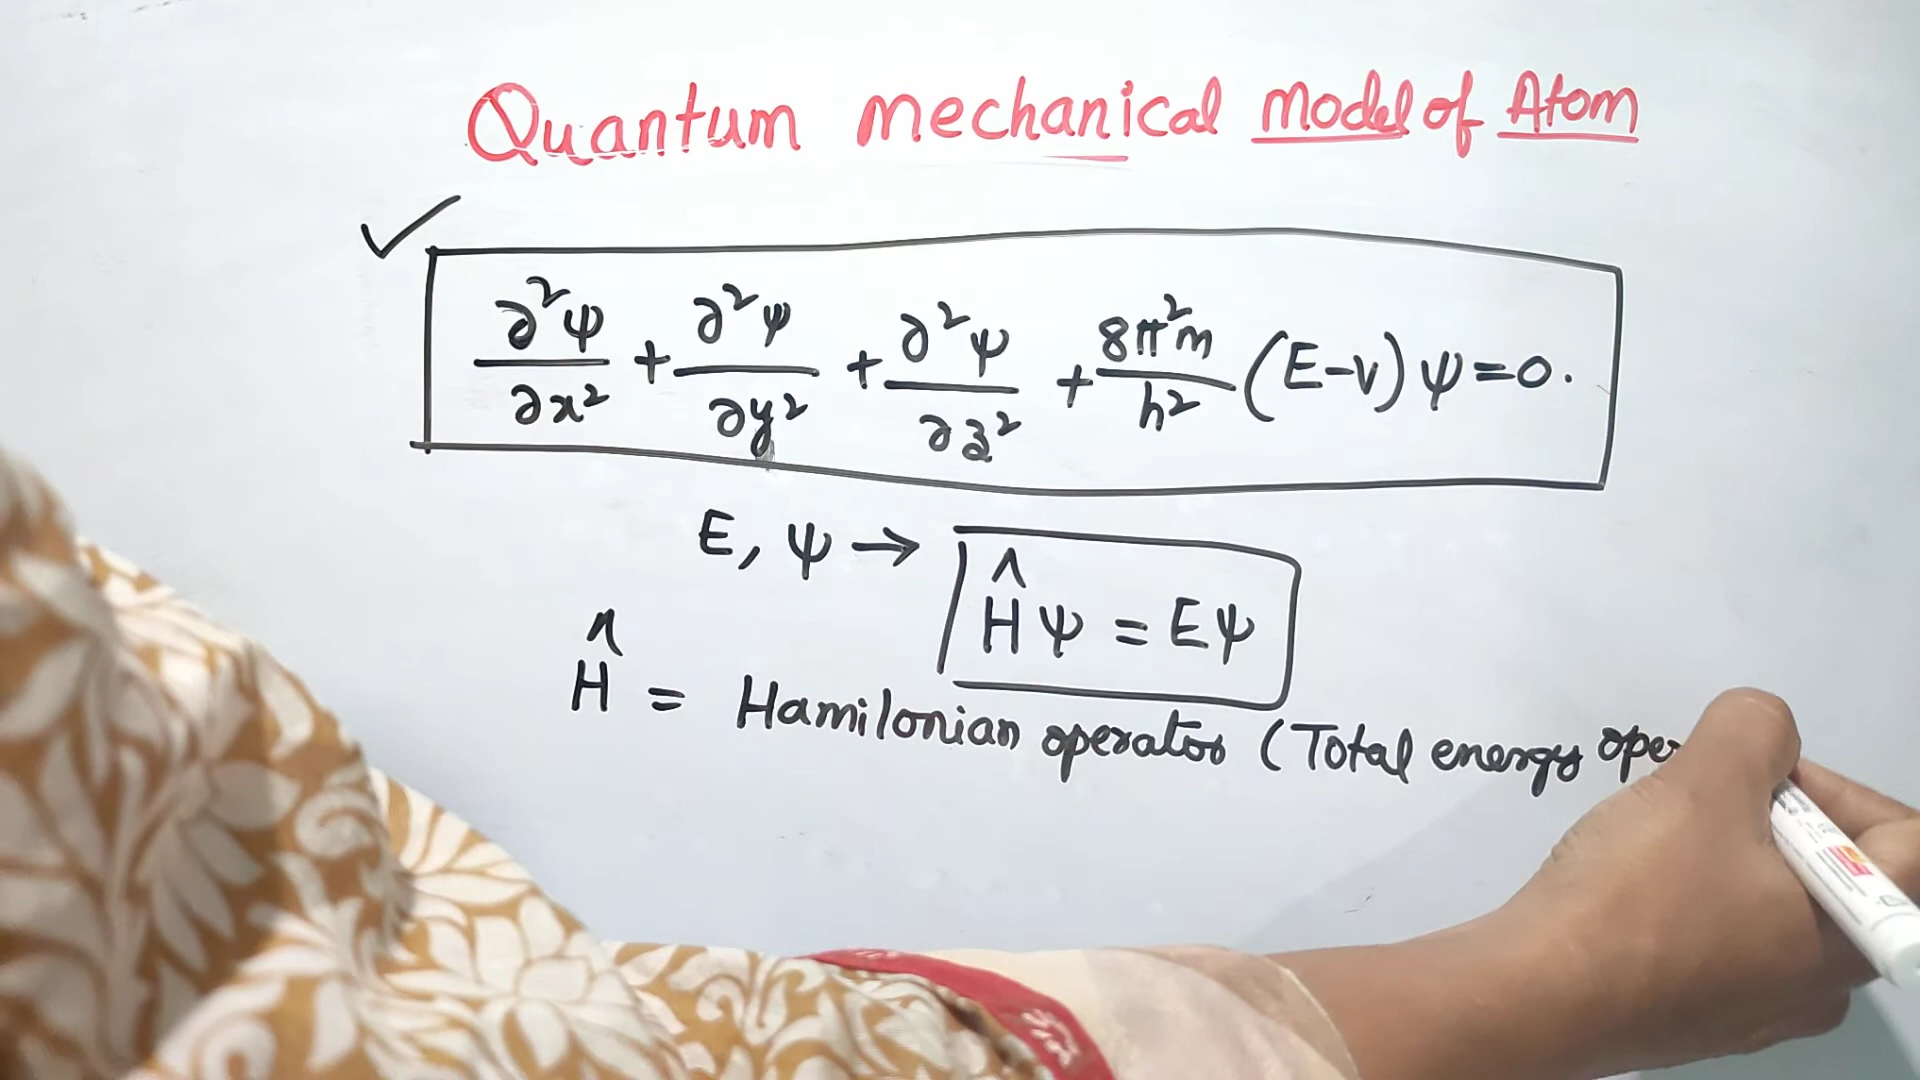 Quantum mechanical model of Atom
∂²ψ/∂x² + ∂²ψ/∂y² + ∂²ψ/∂z² + 8π²m/h² (E-V) ψ = 0.
E, ψ → Ĥψ = Eψ
Ĥ = Hamilonian operator (Total energy oper